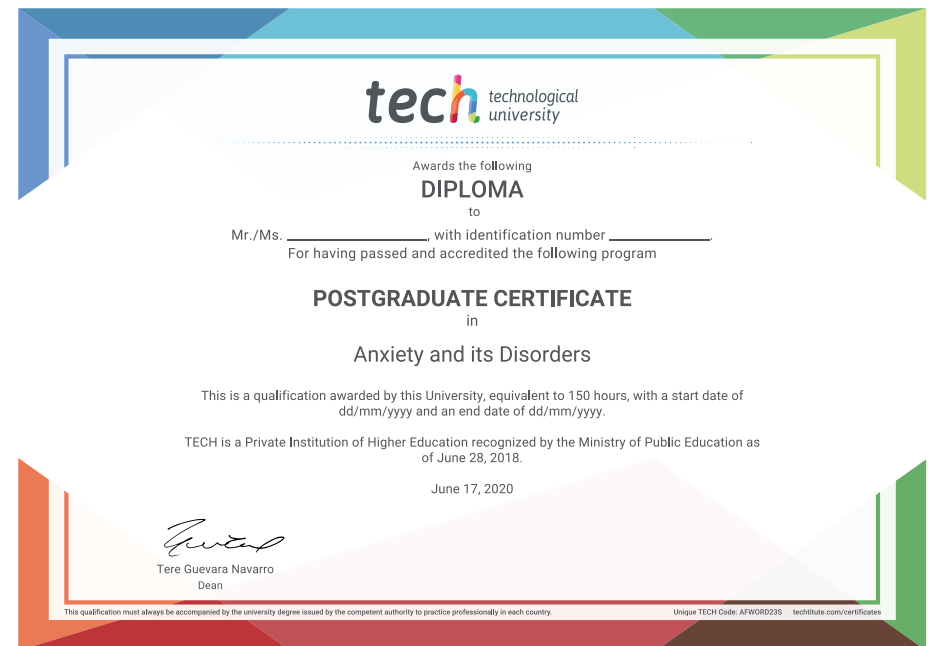 tech technological
university
Awards the following
DIPLOMA
to
Mr./Ms. ____________, with identification number ____________.
For having passed and accredited the following program
POSTGRADUATE CERTIFICATE
in
Anxiety and its Disorders
This is a qualification awarded by this University, equivalent to 150 hours, with a start date of
dd/mm/yyyy and an end date of dd/mm/yyyy.
TECH is a Private Institution of Higher Education recognized by the Ministry of Public Education as
of June 28, 2018.
June 17, 2020
Tere Guevara Navarro
Dean
This qualification must always be accompanied by the university degree issued by the competent authority to practice professionally in each country.
Unique TECH Code: AFWORD23S techtitute.com/certificates